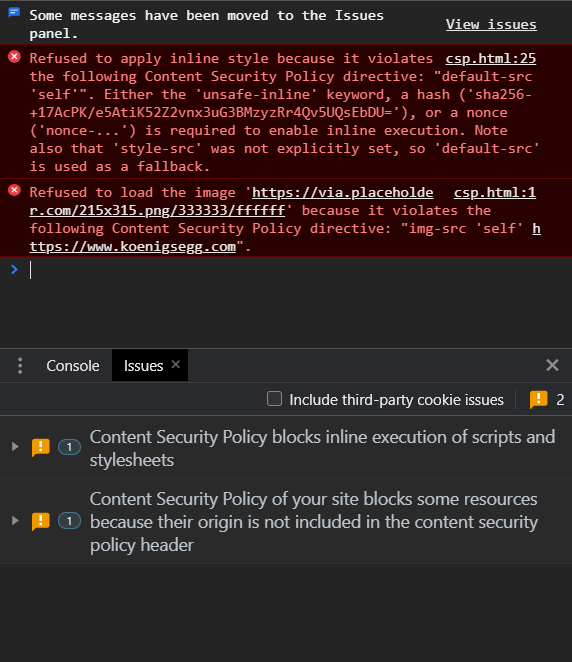 Some messages have been moved to the Issues View issues
panel.
Refused to apply inline style because it violates csp.html:25
the following Content Security Policy directive: "default-src
'self'". Either the 'unsafe-inline' keyword, a hash ('sha256-
+17AcPK/e5AtiK52Z2vnx3uG3BMzyzRr4Qv5UQsEbDU='), or a nonce
('nonce-...') is required to enable inline execution. Note
also that 'style-src' was not explicitly set, so 'default-src'
is used as a fallback.
Refused to load the image 'https://via.placeholde csp.html:1
r.com/215x315.png/333333/ffffff' because it violates the
following Content Security Policy directive: "img-src 'self' h
ttps://www.koenigsegg.com".
Console Issues
Include third-party cookie issues 2
1 Content Security Policy blocks inline execution of scripts and
stylesheets
1 Content Security Policy of your site blocks some resources
because their origin is not included in the content security
policy header